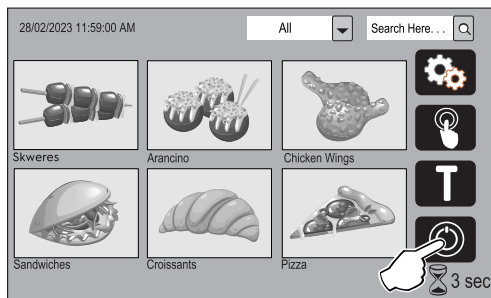 28/02/2023 11:59:00 AM
All
Search Here. . .
Skweres
Arancino
Chicken Wings
T
Sandwiches
Croissants
Pizza
3 sec